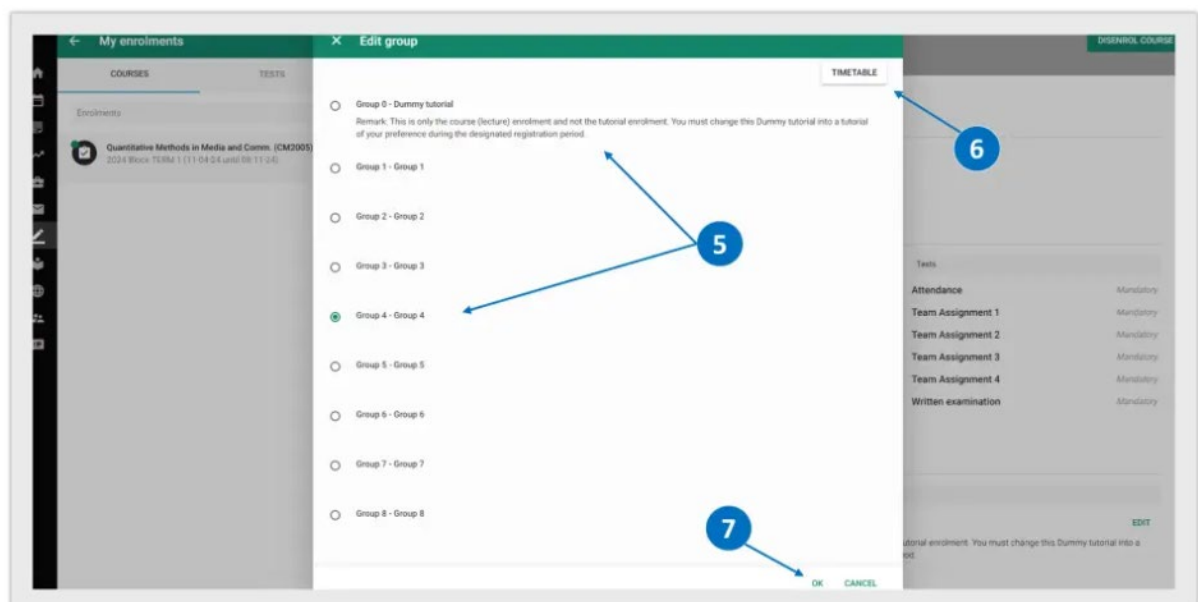 My enrolments
Edit group
DISENROL COURSE
COURSES
TESTS
TIMETABLE
Enrolments
Quantitative Methods in Media and Comm. (CM2005)
2024 Block TERM 1 (11-04-24 until 08-11-24)
Group 0 - Dummy tutorial
Remark: This is only the course (lecture) enrolment and not the tutorial enrolment. You must change this Dummy tutorial into a tutorial
of your preference during the designated registration period.
6
Group 1 - Group 1
Group 2 - Group 2
5
Group 3 - Group 3
Group 4 - Group 4
Group 5 - Group 5
Group 6 - Group 6
Group 7 - Group 7
Group 8 - Group 8
7
OK
CANCEL
Tests
Attendance
Mandatory
Team Assignment 1
Mandatory
Team Assignment 2
Mandatory
Team Assignment 3
Mandatory
Team Assignment 4
Mandatory
Written examination
Mandatory
EDIT
utorial enrolment. You must change this Dummy tutorial into a